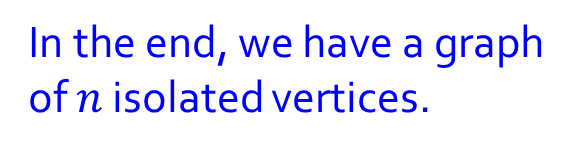 In the end, we have a graph
of n isolated vertices.